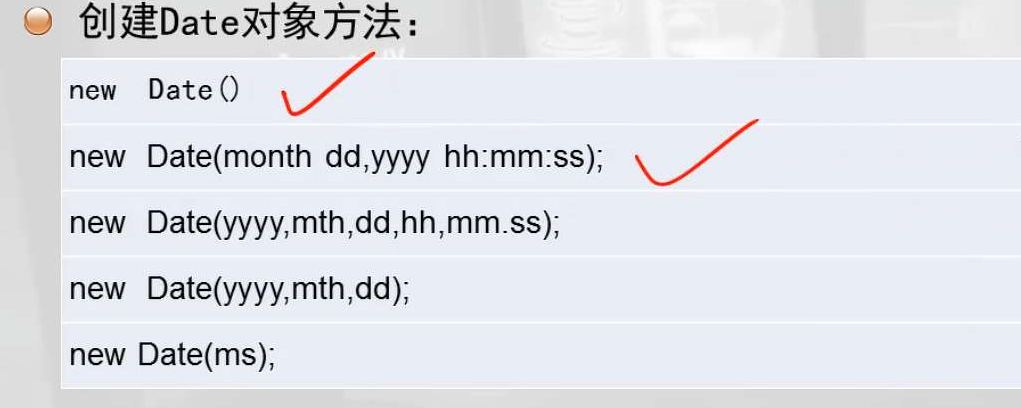 创建Date对象方法：
new Date()
new Date(month dd,yyyy hh:mm:ss);
new Date(yyyy,mth,dd,hh,mm.ss);
new Date(yyyy,mth,dd);
new Date(ms);